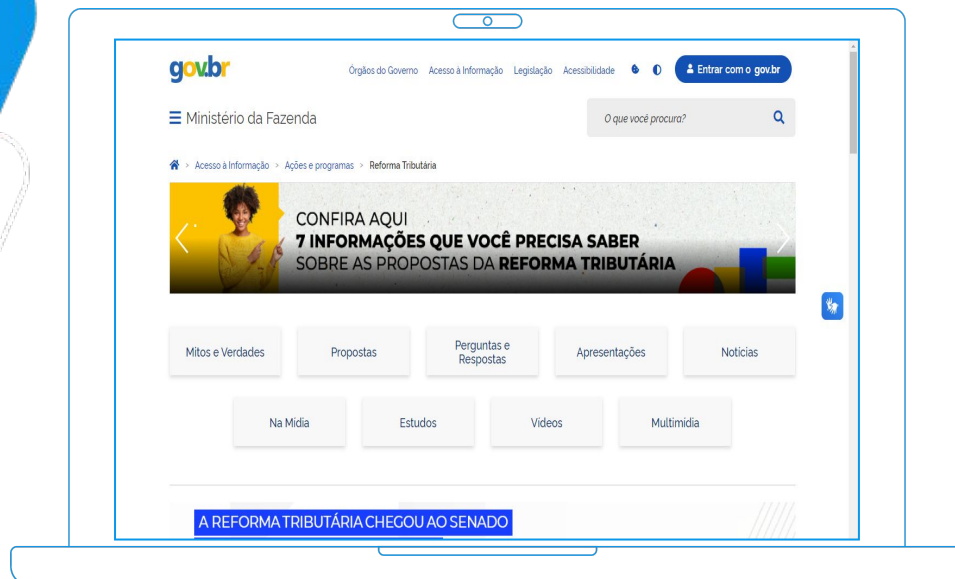 gov.br
Órgãos do Governo Acesso à Informação Legislação Acessibilidade Entrar com o gov.br
Ministério da Fazenda
O que você procura?
Acesso à Informação > Ações e programas > Reforma Tributária
CONFIRA AQUI
7 INFORMAÇÕES QUE VOCÊ PRECISA SABER
SOBRE AS PROPOSTAS DA REFORMA TRIBUTÁRIA
Mitos e Verdades
Propostas
Perguntas e
Respostas
Apresentações
Notícias
Na Mídia
Estudos
Vídeos
Multimídia
A REFORMA TRIBUTÁRIA CHEGOU AO SENADO